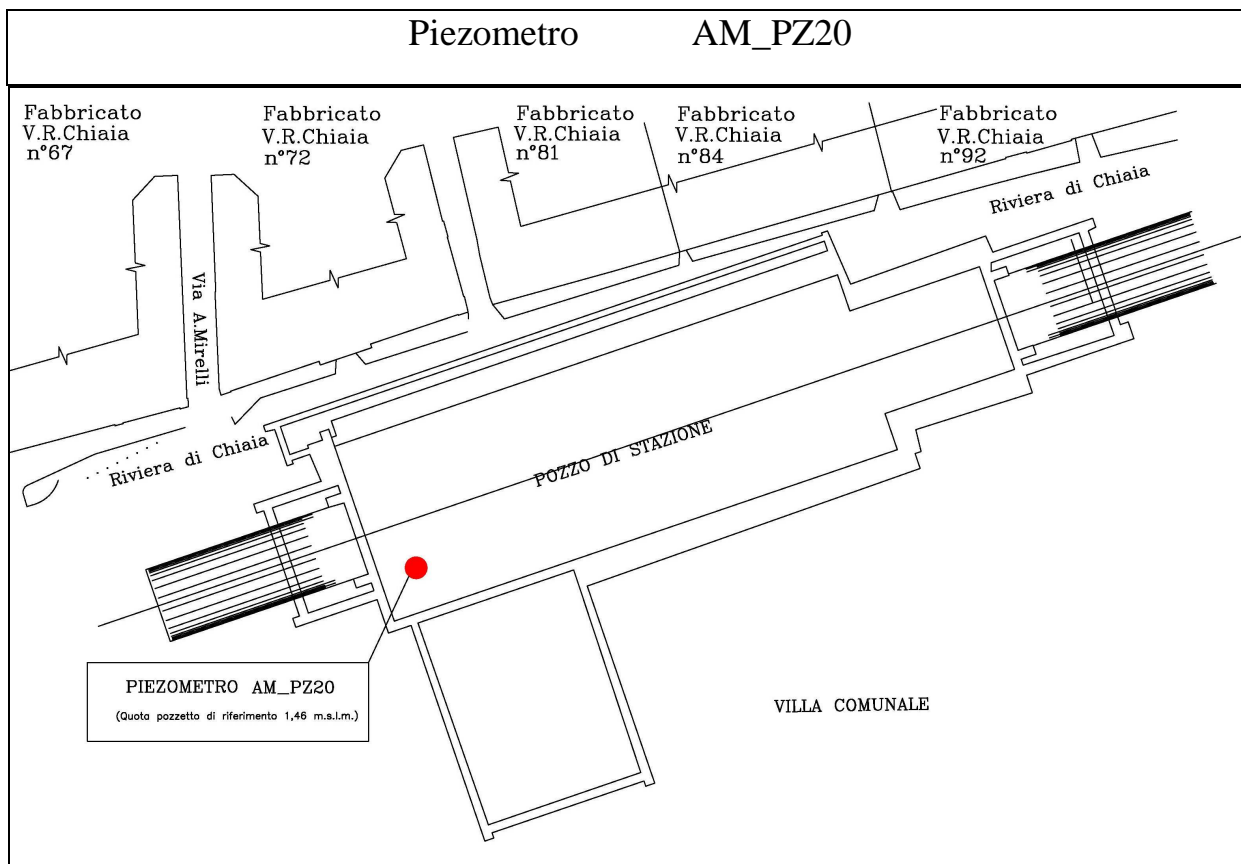 Piezometro AM_PZ20
Fabbricato
V.R.Chiaia
n°67
Fabbricato
V.R.Chiaia
n°72
Fabbricato
V.R.Chiaia
n°81
Fabbricato
V.R.Chiaia
n°84
Fabbricato
V.R.Chiaia
n°92
Riviera di Chiaia
Via A.Mirelli
Riviera di Chiaia
POZZO DI STAZIONE
PIEZOMETRO AM_PZ20
(Quota pozzetto di riferimento 1,46 m.s.l.m.)
VILLA COMUNALE